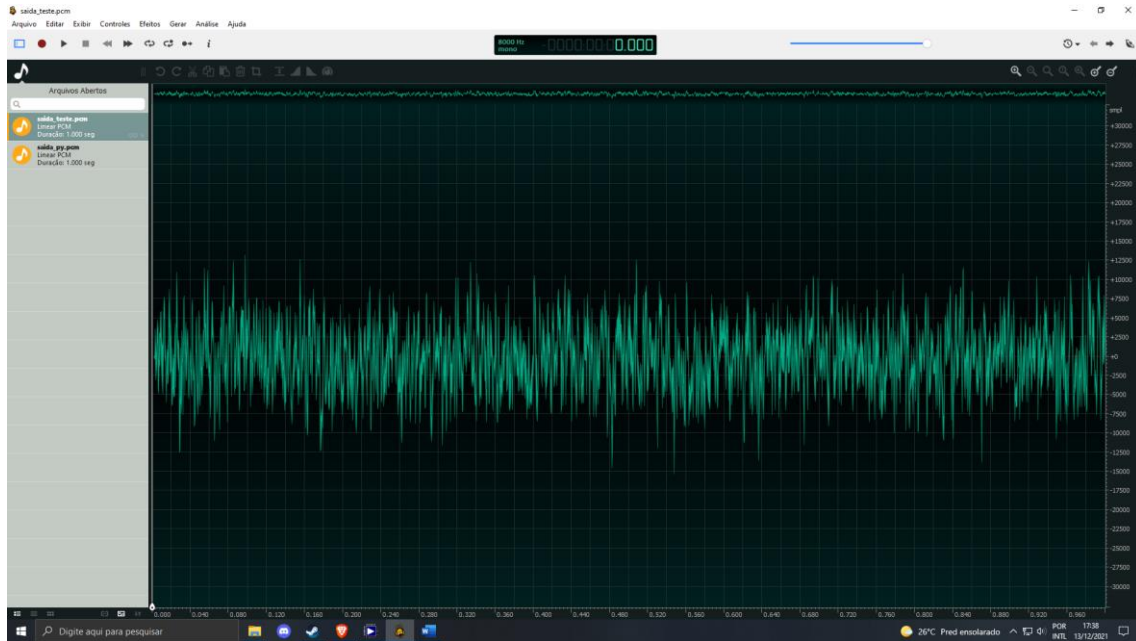 saida_teste.pcm
Arquivo Editar Exibir Controles Efeitos Gerar Análise Ajuda
8000 Hz
mono
0.000
Arquivos Abertos
saida_teste.pcm
Linear PCM
Duração: 1.000 seg
saida_py.pcm
Linear PCM
Duração: 1.000 seg
smpl
+30000
+27500
+25000
+22500
+20000
+17500
+15000
+12500
+10000
+7500
+5000
+2500
+0
-2500
-5000
-7500
-10000
-12500
-15000
-17500
-20000
-22500
-25000
-27500
-30000
0.000 0.040 0.080 0.120 0.160 0.200 0.240 0.280 0.320 0.360 0.400 0.440 0.480 0.520 0.560 0.600 0.640 0.680 0.720 0.760 0.800 0.840 0.880 0.920 0.960
Digite aqui para pesquisar
26°C Pred ensolarado
POR
INTL
17:38
13/12/2021